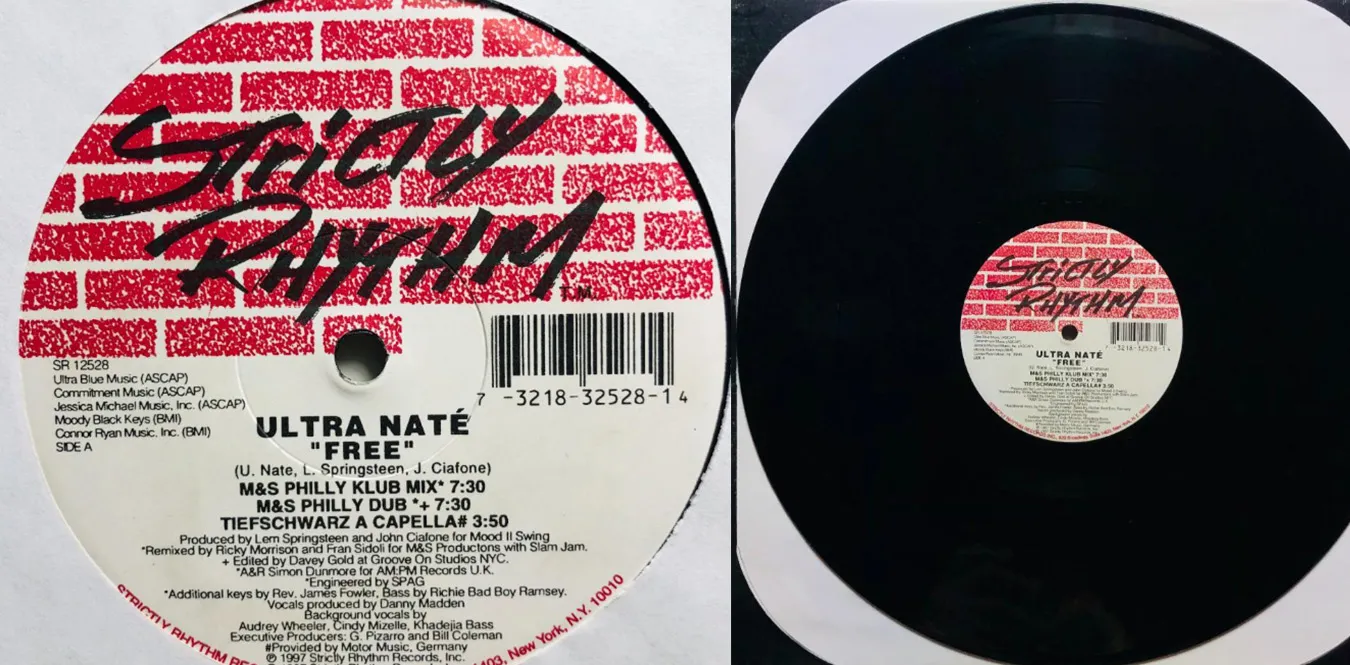 STRICTLY
RHYTHM
T.M.
SR 12528
Ultra Blue Music (ASCAP)
Commitment Music (ASCAP)
Jessica Michael Music, Inc. (ASCAP)
Moody Black Keys (BMI)
Connor Ryan Music, Inc. (BMI)
SIDE A
7 -3218-32528-1 4
ULTRA NATÉ
"FREE"
(U. Nate, L. Springsteen, J. Ciafone)
M&S PHILLY KLUB MIX* 7:30
M&S PHILLY DUB *+ 7:30
TIEFSCHWARZ A CAPELLA# 3:50
Produced by Lem Springsteen and John Ciafone for Mood II Swing
*Remixed by Ricky Morrison and Fran Sidoli for M&S Productons with Slam Jam.
+ Edited by Davey Gold at Groove On Studios NYC.
*A&R Simon Dunmore for AM:PM Records U.K.
*Engineered by SPAG
*Additional keys by Rev. James Fowler, Bass by Richie Bad Boy Ramsey.
Vocals produced by Danny Madden
Background vocals by
Audrey Wheeler, Cindy Mizelle, Khadejia Bass
Executive Producers: G. Pizarro and Bill Coleman
#Provided by Motor Music, Germany
℗ 1997 Strictly Rhythm Records, Inc.
STRICTLY RHYTHM
New York, N.Y. 10010
STRICTLY
RHYTHM
7 -3218-32528-1 4
ULTRA NATÉ
"FREE"
M&S PHILLY KLUB MIX* 7:30
M&S PHILLY DUB *+ 7:30
TIEFSCHWARZ A CAPELLA# 3:50